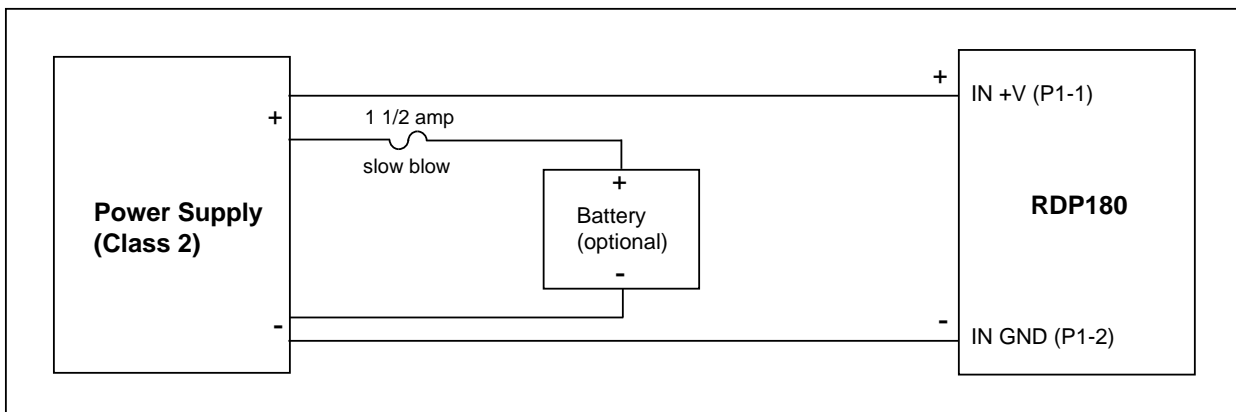 +
IN +V (P1-1)
+
1 1/2 amp
slow blow
+
Battery
(optional)
-
Power Supply
(Class 2)
RDP180
-
-
IN GND (P1-2)